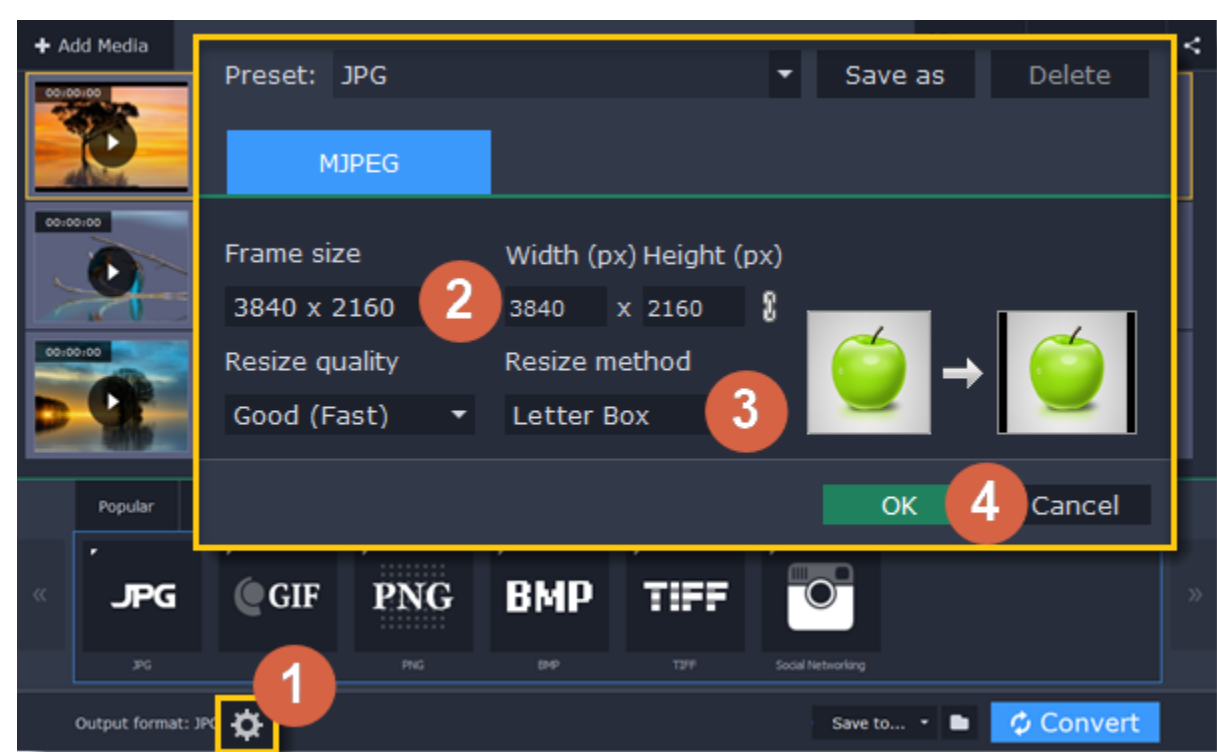 + Add Media
Preset: JPG Save as Delete
00:00:00
MJPEG
00:00:00
Frame size Width (px) Height (px)
3840 x 2160 2 3840 x 2160
00:00:00
Resize quality Resize method
Good (Fast) Letter Box 3
Popular
OK 4 Cancel
JPG GIF PNG BMP TIFF
JPG PNG BMP TIFF Social Networking
1
Output format: JPG Save to... Convert